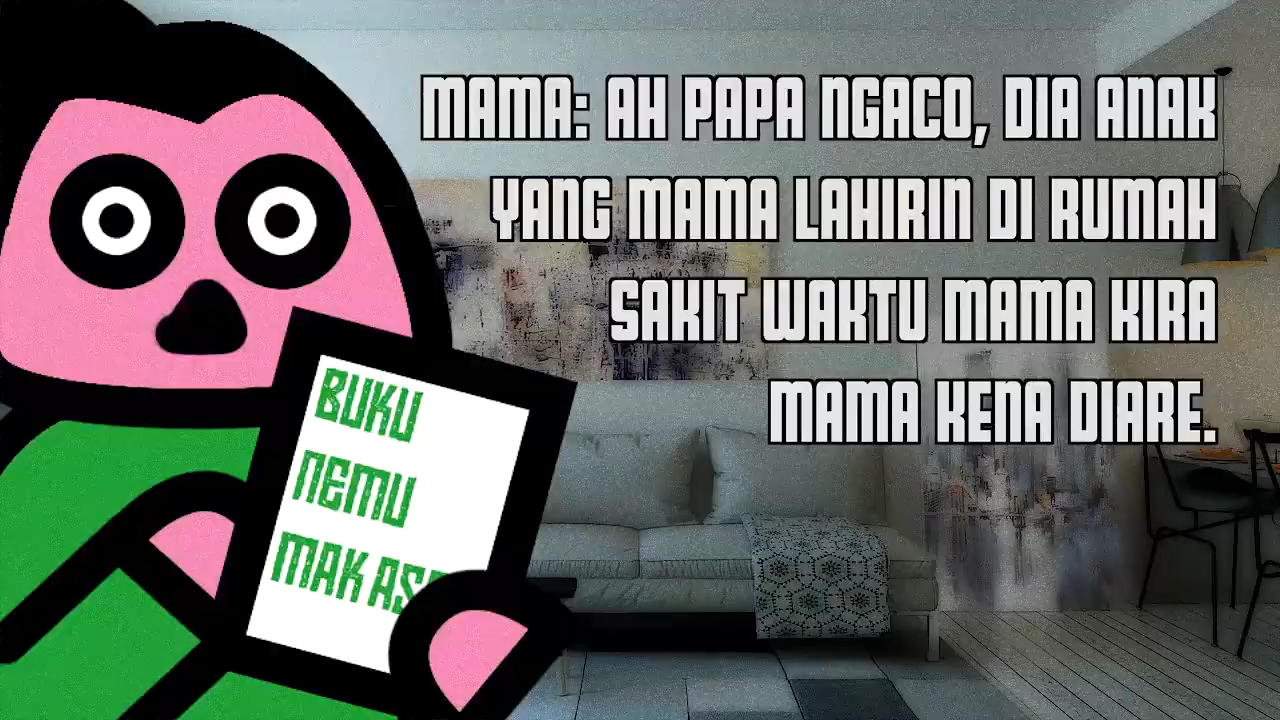 MAMA: AH PAPA NGACO, DIA ANAK
YANG MAMA LAHIRIN DI RUMAH
SAKIT WAKTU MAMA KIRA
MAMA KENA DIARE.
BUKU
NEMU
MAK